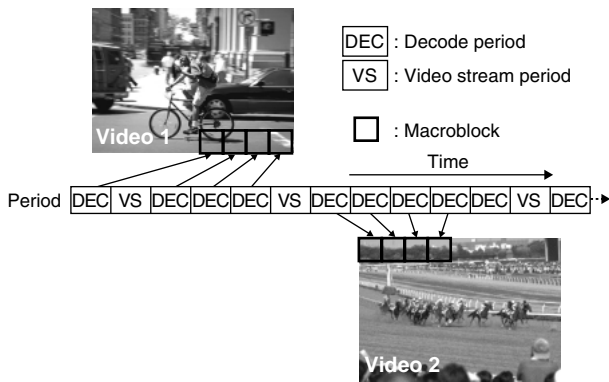 DEC : Decode period
VS : Video stream period
: Macroblock
Video 1
Time
Period DEC VS DEC DEC DEC VS DEC DEC DEC DEC DEC VS DEC
Video 2